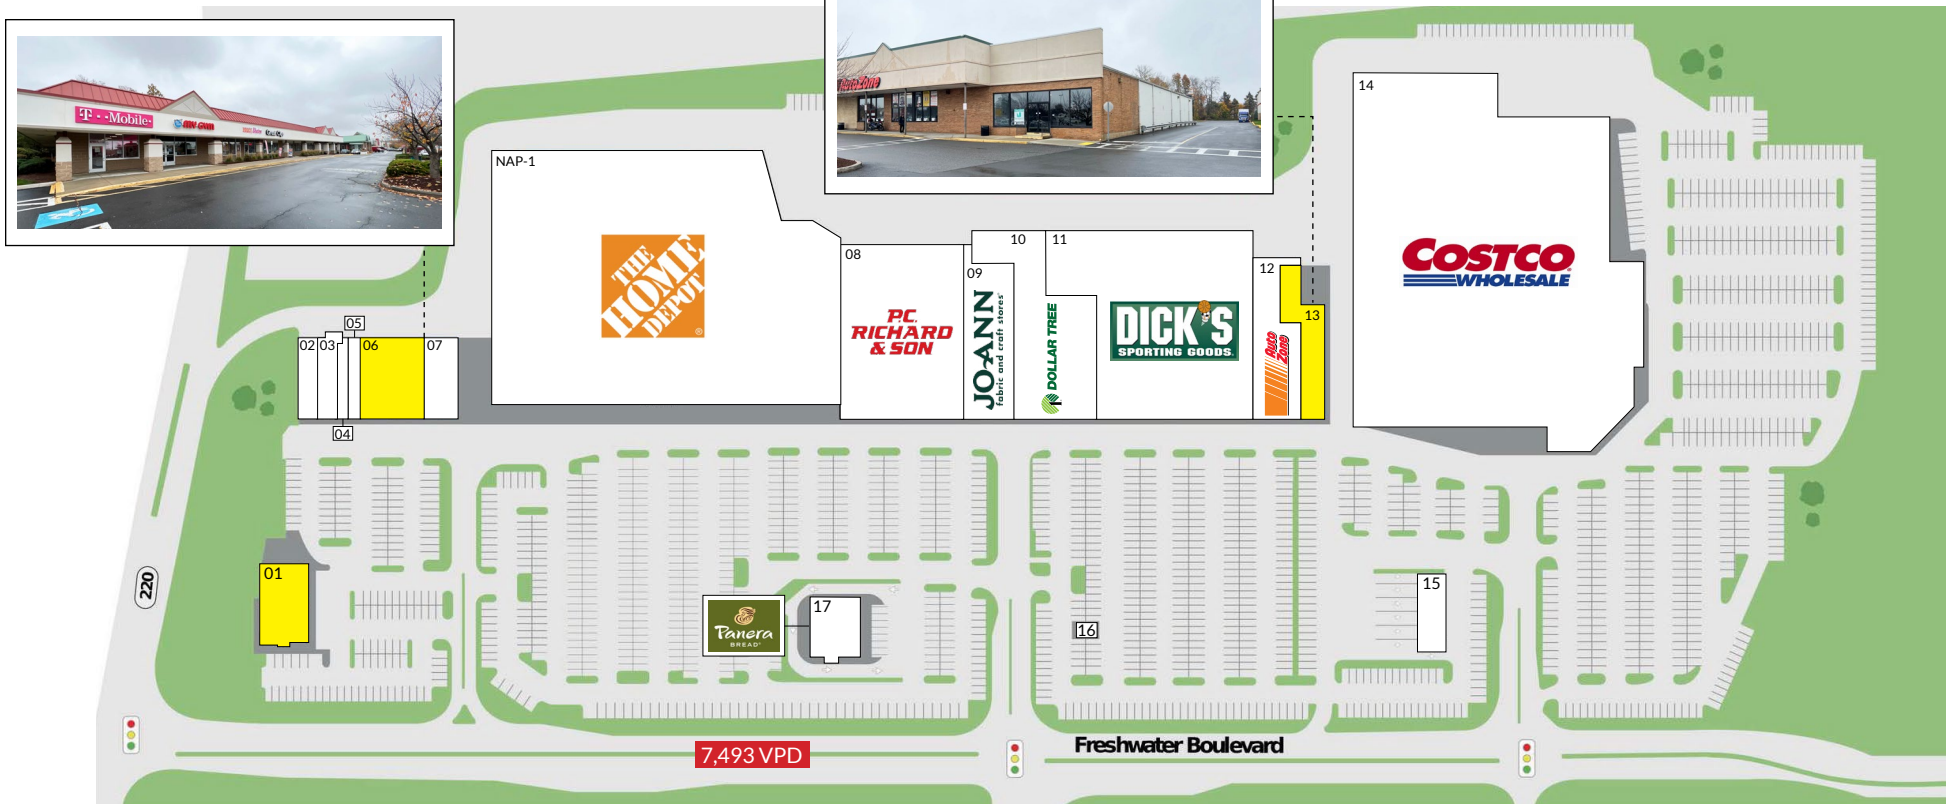 T-Mobile
AutoZone
14
NAP-1
THE
HOME
DEPOT
08
P.C.
RICHARD
& SON
09
JO-ANN
fabric and craft stores
10
DOLLAR TREE
11
DICK'S
SPORTING GOODS
12
Auto
Zone
13
COSTCO
WHOLESALE
02
03
04
05
06
07
01
220
Panera
BREAD
17
16
15
7,493 VPD
Freshwater Boulevard